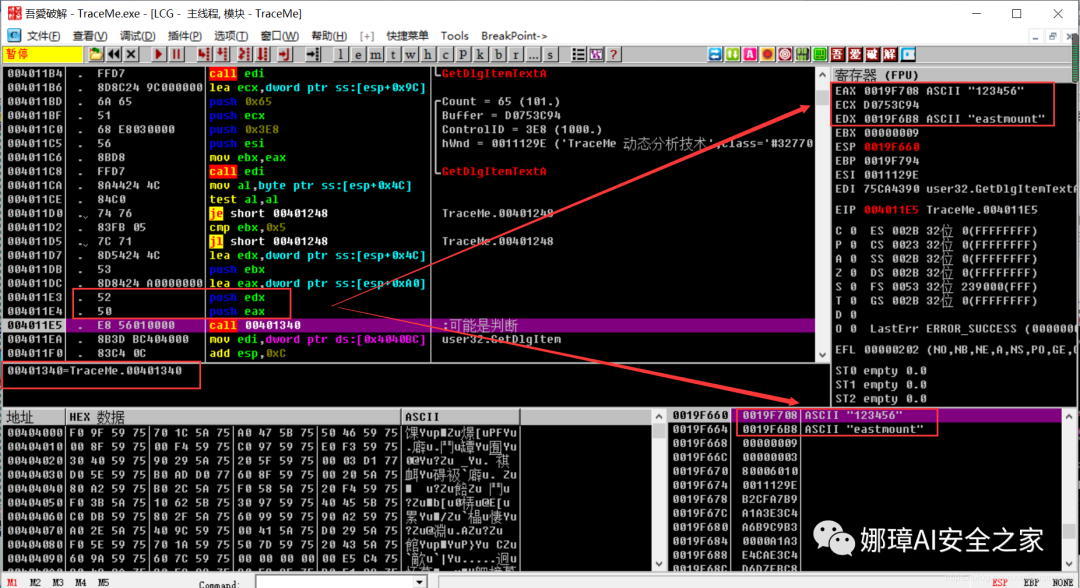 吾爱破解 - TraceMe.exe - [LCG - 主线程, 模块 - TraceMe]
文件(F) 查看(V) 调试(D) 插件(P) 选项(T) 窗口(W) 帮助(H) [+] 快捷菜单 Tools BreakPoint->
暂停 l e m t w h c p k b r ... s ? 吾 爱 破 解
004011B4 . FFD7 call edi GetDlgItemTextA
004011B6 . 8D8C24 9C000000 lea ecx,dword ptr ss:[esp+0x9C]
004011BD . 6A 65 push 0x65 Count = 65 (101.)
004011BF . 51 push ecx Buffer = D0753C94
004011C0 . 68 E8030000 push 0x3E8 ControlID = 3E8 (1000.)
004011C5 . 56 push esi hWnd = 0011129E ('TraceMe 动态分析技术',class='#32770
004011C6 . 8BD8 mov ebx,eax
004011C8 . FFD7 call edi GetDlgItemTextA
004011CA . 8A4424 4C mov al,byte ptr ss:[esp+0x4C]
004011CE . 84C0 test al,al
004011D0 . 74 76 je short 00401248 TraceMe.00401248
004011D2 . 83FB 05 cmp ebx,0x5
004011D5 . 7C 71 jl short 00401248 TraceMe.00401248
004011D7 . 8D5424 4C lea edx,dword ptr ss:[esp+0x4C]
004011DB . 53 push ebx
004011DC . 8D8424 A0000000 lea eax,dword ptr ss:[esp+0xA0]
004011E3 . 52 push edx
004011E4 . 50 push eax
004011E5 . E8 56010000 call 00401340 ;可能是判断
004011EA . 8B3D BC404000 mov edi,dword ptr ds:[0x4040BC] user32.GetDlgItem
004011F0 . 83C4 0C add esp,0xC
00401340=TraceMe.00401340
寄存器 (FPU)
EAX 0019F708 ASCII "123456"
ECX D0753C94
EDX 0019F6B8 ASCII "eastmount"
EBX 00000009
ESP 0019F660
EBP 0019F794
ESI 0011129E
EDI 75CA4390 user32.GetDlgItemTextA
EIP 004011E5 TraceMe.004011E5
C 0 ES 002B 32位 0(FFFFFFFF)
P 0 CS 0023 32位 0(FFFFFFFF)
A 0 SS 002B 32位 0(FFFFFFFF)
Z 0 DS 002B 32位 0(FFFFFFFF)
S 0 FS 0053 32位 239000(FFF)
T 0 GS 002B 32位 0(FFFFFFFF)
D 0
O 0 LastErr ERROR_SUCCESS (000000
EFL 00000202 (NO,NB,NE,A,NS,PO,GE,
ST0 empty 0.0
ST1 empty 0.0
ST2 empty 0.0
地址 HEX 数据 ASCII
00404000 F0 9F 59 75 70 1C 5A 75 A0 47 5B 75 50 46 59 75
00404010 00 8F 59 75 00 F4 59 75 C0 97 59 75 E0 F3 59 75
00404020 30 40 59 75 90 29 5A 75 20 5F 59 75 00 03 D1 77
00404030 D0 5E 59 75 B0 AD D0 77 60 8F 59 75 00 20 5A 75
00404040 80 A2 59 75 B0 2C 5A 75 F0 58 5A 75 20 F4 59 75
00404050 F0 3B 5A 75 10 62 5B 75 30 97 59 75 40 45 5B 75
00404060 C0 DB 59 75 80 2F 5A 75 60 99 59 75 90 A2 59 75
00404070 A0 2E 5A 75 40 9C 59 75 00 41 5A 75 D0 29 5A 75
00404080 F0 5E 59 75 70 1A 59 75 50 7D 59 75 20 43 5A 75
00404090 60 9A 59 75 60 7C 59 75 00 00 00 00 00 E5 C4 75
0019F660 0019F708 ASCII "123456"
0019F664 0019F6B8 ASCII "eastmount"
0019F668 00000009
0019F66C 00000003
0019F670 80006010
0019F674 0011129E
0019F678 B2CFA7B9
0019F67C A1A3E3C4
0019F680 A6B9C9B3
0019F684 0000A1A3
0019F688 E4CAE3C4
0019F68C D6D7EBC8
娜璋AI安全之家
M1 M2 M3 M4 M5 Command: ESP EBP NONE